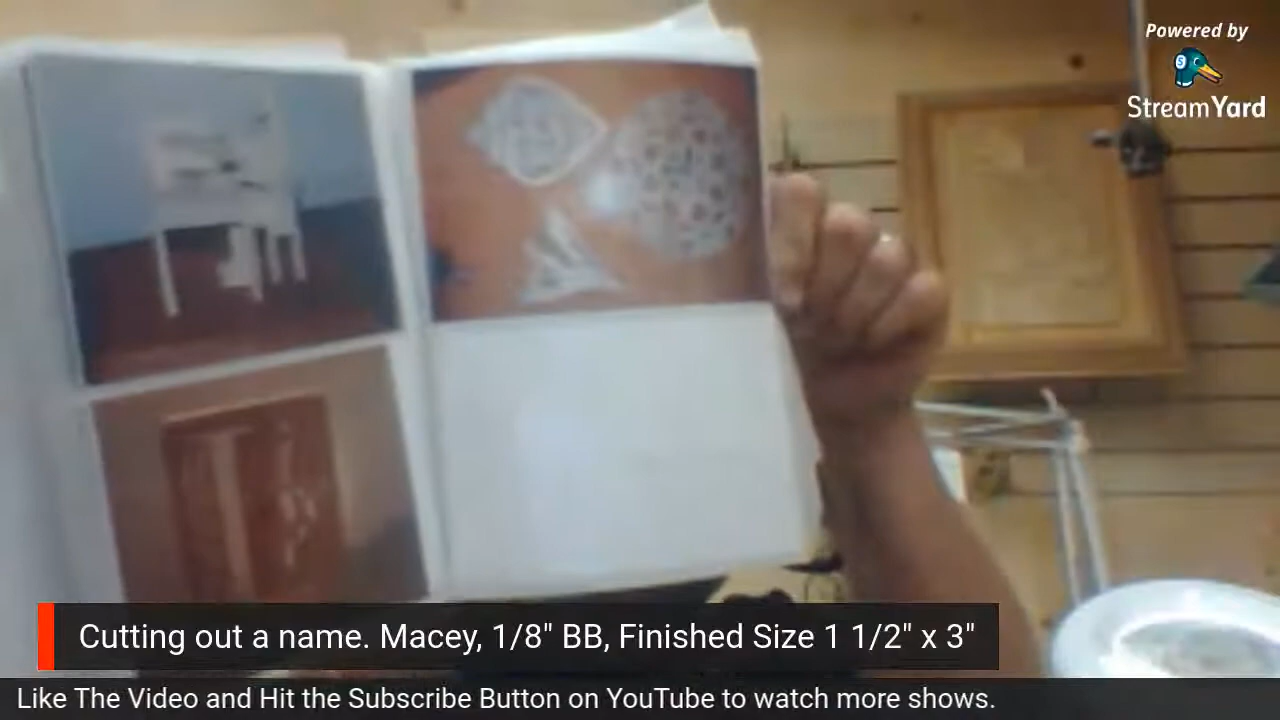 Powered by
StreamYard
Cutting out a name. Macey, 1/8" BB, Finished Size 1 1/2" x 3"
Like The Video and Hit the Subscribe Button on YouTube to watch more shows.